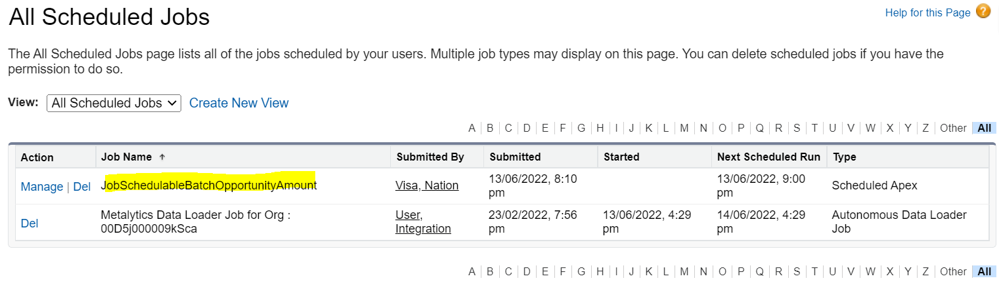 All Scheduled Jobs
Help for this Page
The All Scheduled Jobs page lists all of the jobs scheduled by your users. Multiple job types may display on this page. You can delete scheduled jobs if you have the
permission to do so.
View: All Scheduled Jobs Create New View
A B C D E F G H I J K L M N O P Q R S T U V W X Y Z Other All
Action Job Name ↑ Submitted By Submitted Started Next Scheduled Run Type
Manage | Del JobSchedulableBatchOpportunityAmount Visa, Nation 13/06/2022, 8:10 13/06/2022, 9:00 Scheduled Apex
pm pm
Del Metalytics Data Loader Job for Org : User, 23/02/2022, 7:56 13/06/2022, 4:29 14/06/2022, 4:29 Autonomous Data Loader
00D5j000009kSca Integration pm pm pm Job
A B C D E F G H I J K L M N O P Q R S T U V W X Y Z Other All